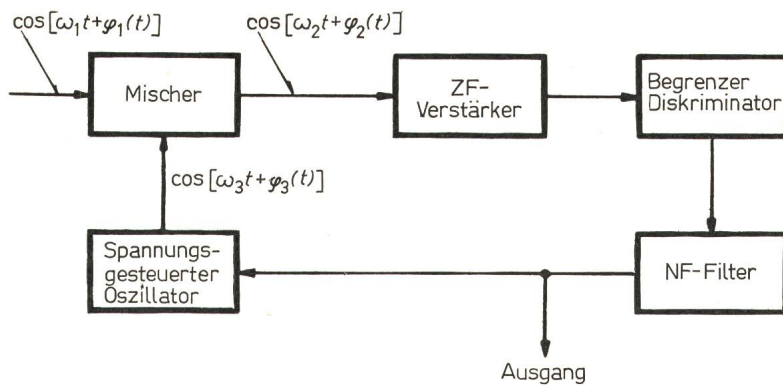 cos[ω₁t+φ₁(t)]
cos[ω₂t+φ₂(t)]
Mischer
ZF-
Verstärker
Begrenzer
Diskriminator
cos[ω₃t+φ₃(t)]
Spannungs-
gesteuerter
Oszillator
NF-Filter
Ausgang